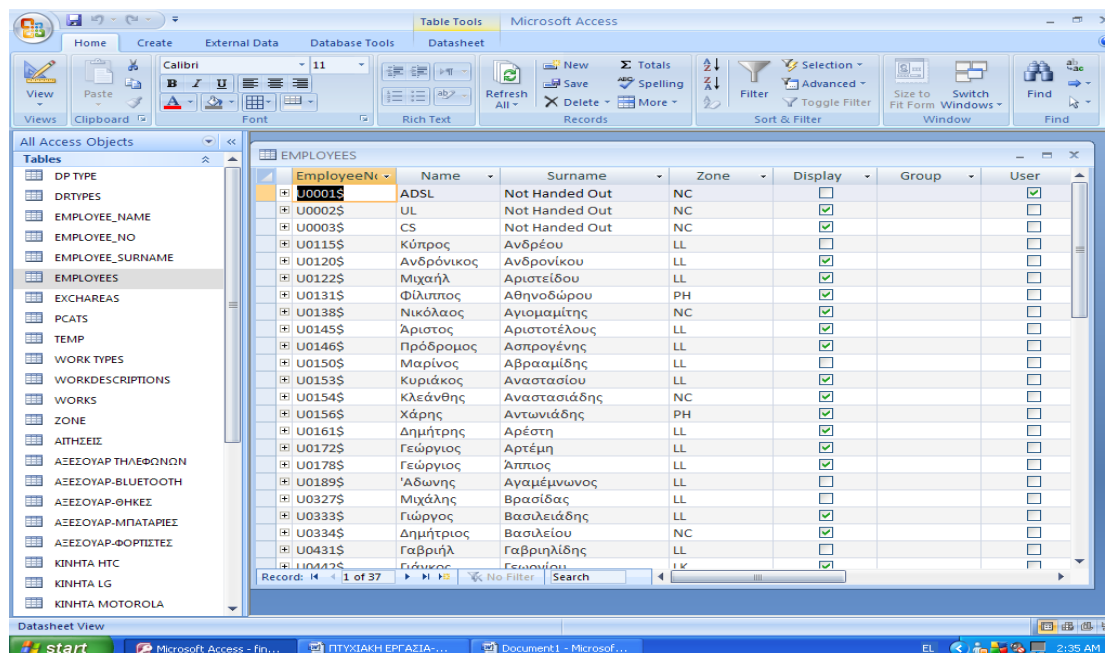 Table Tools Microsoft Access
Home Create External Data Database Tools Datasheet
View
Views
Paste
Clipboard
Calibri 11
B I U
Font
Rich Text
Refresh All
New
Save
Delete
Totals
Spelling
More
Records
Filter
Selection
Advanced
Toggle Filter
Sort & Filter
Size to Fit Form
Switch Windows
Window
Find
Find
All Access Objects
Tables
DP TYPE
DRTYPES
EMPLOYEE_NAME
EMPLOYEE_NO
EMPLOYEE_SURNAME
EMPLOYEES
EXCHAREAS
PCATS
TEMP
WORK TYPES
WORKDESCRIPTIONS
WORKS
ZONE
ΑΙΤΗΣΕΙΣ
ΑΞΕΣΟΥΑΡ ΤΗΛΕΦΩΝΩΝ
ΑΞΕΣΟΥΑΡ-BLUETOOTH
ΑΞΕΣΟΥΑΡ-ΘΗΚΕΣ
ΑΞΕΣΟΥΑΡ-ΜΠΑΤΑΡΙΕΣ
ΑΞΕΣΟΥΑΡ-ΦΟΡΤΙΣΤΕΣ
ΚΙΝΗΤΑ HTC
ΚΙΝΗΤΑ LG
ΚΙΝΗΤΑ MOTOROLA
EMPLOYEES
EmployeeNo Name Surname Zone Display Group User
U0001$ ADSL Not Handed Out NC
U0002$ UL Not Handed Out NC
U0003$ CS Not Handed Out NC
U0115$ Κύπρος Ανδρέου LL
U0120$ Ανδρόνικος Ανδρονίκου LL
U0122$ Μιχαήλ Αριστείδου LL
U0131$ Φίλιππος Αθηνοδώρου PH
U0138$ Νικόλαος Αγιομαμίτης NC
U0145$ Άριστος Αριστοτέλους LL
U0146$ Πρόδρομος Ασπρογένης LL
U0150$ Μαρίνος Αβρααμίδης LL
U0153$ Κυριάκος Αναστασίου LL
U0154$ Κλεάνθης Αναστασιάδης NC
U0156$ Χάρης Αντωνιάδης PH
U0161$ Δημήτρης Αρέστη LL
U0172$ Γεώργιος Αρτέμη LL
U0178$ Γεώργιος Άππιος LL
U0189$ 'Αδωνης Αγαμέμνωνος LL
U0327$ Μιχάλης Βρασίδας LL
U0333$ Γιώργος Βασιλειάδης LL
U0334$ Δημήτριος Βασιλείου NC
U0431$ Γαβριήλ Γαβριηλίδης LL
U0442$ Γιάγκος Γεωργίου LK
Record: 1 of 37 No Filter Search
Datasheet View
start Microsoft Access - fin... ΠΤΥΧΙΑΚΗ ΕΡΓΑΣΙΑ-... Document1 - Microsof... EL 2:35 AM